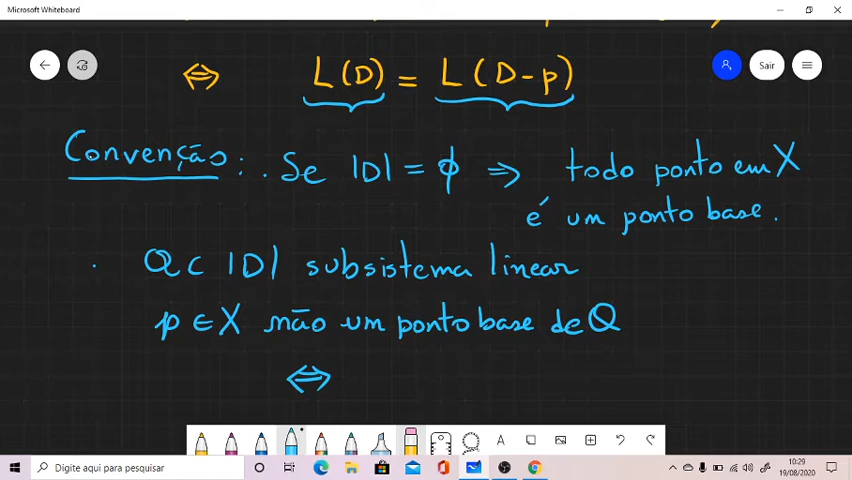 Microsoft Whiteboard
Sair
⇔ L(D) = L(D-p)
Convenção: . Se |D| = ϕ ⇒ todo ponto em X
é um ponto base.
. Q ⊂ |D| subsistema linear
p ∈ X não um ponto base de Q
⇔
A
Digite aqui para pesquisar
10:29
19/08/2020